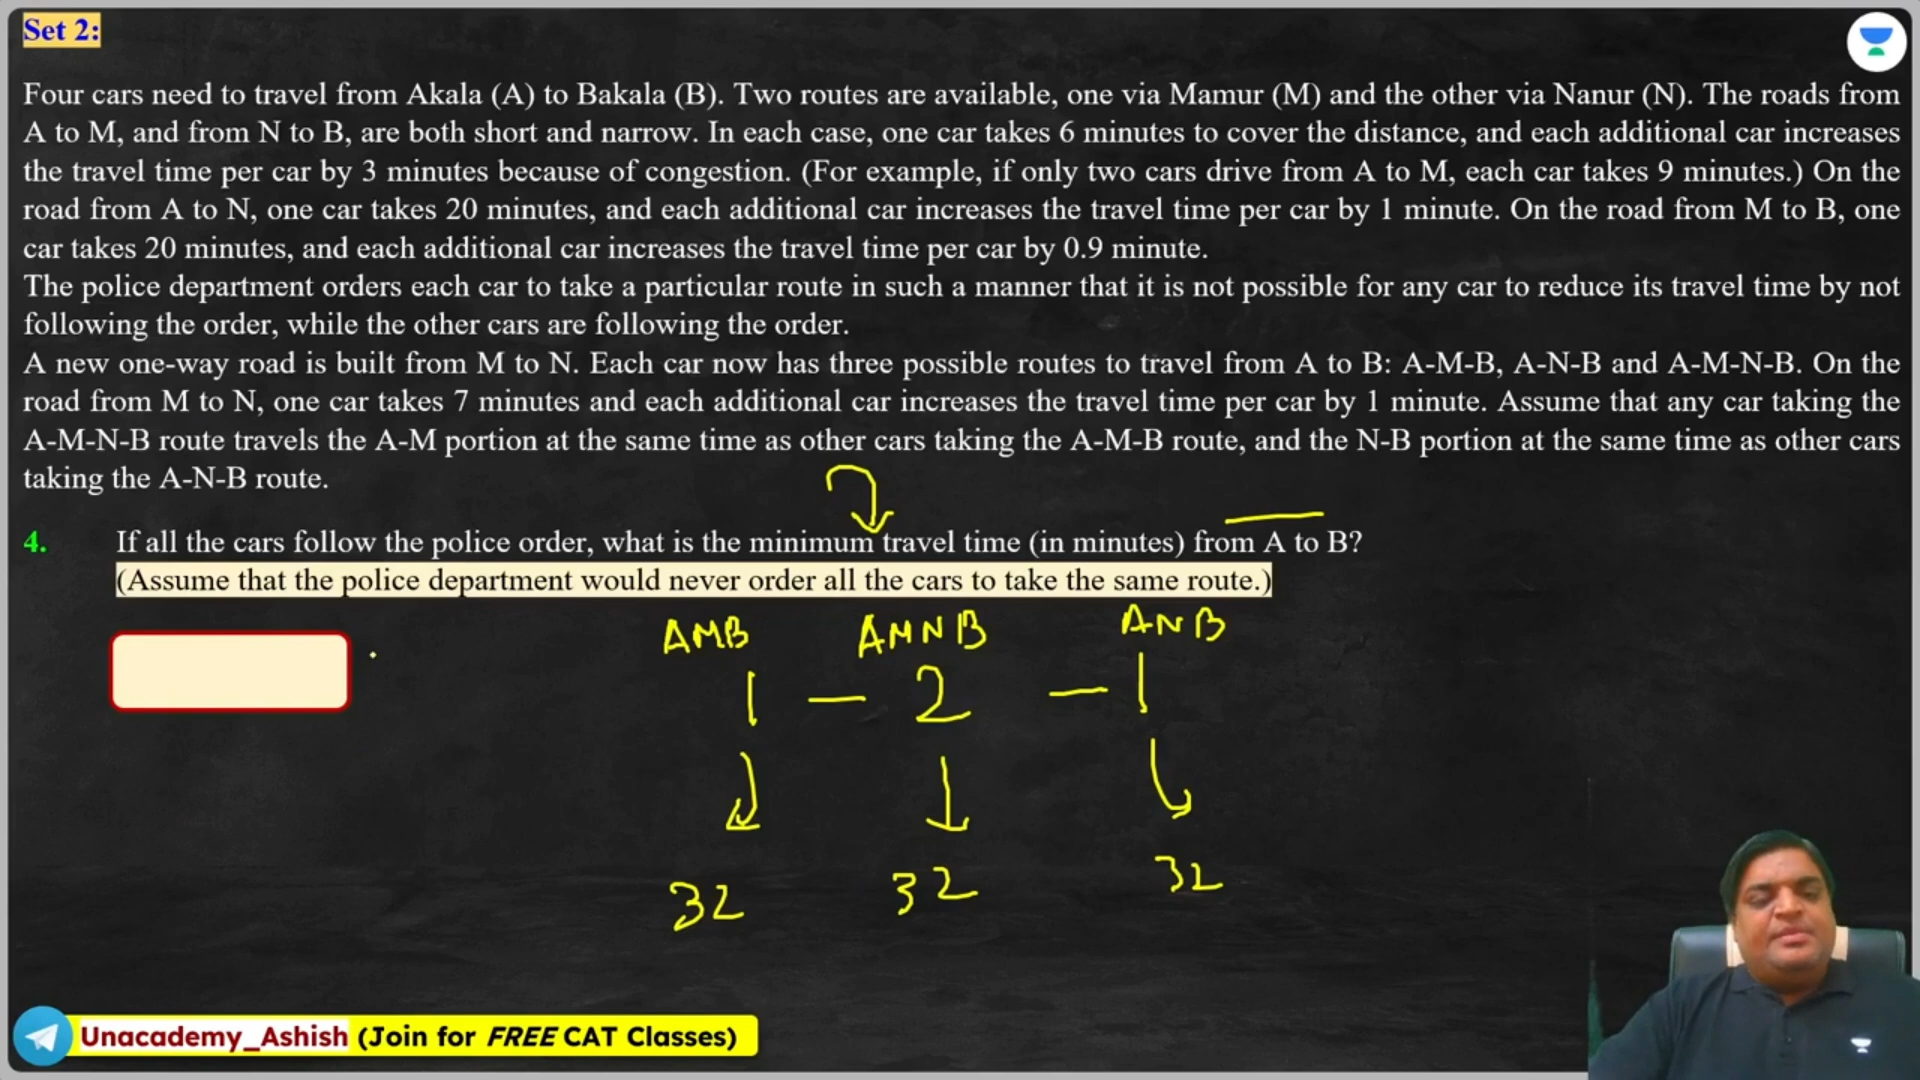 Set 2:
Four cars need to travel from Akala (A) to Bakala (B). Two routes are available, one via Mamur (M) and the other via Nanur (N). The roads from
A to M, and from N to B, are both short and narrow. In each case, one car takes 6 minutes to cover the distance, and each additional car increases
the travel time per car by 3 minutes because of congestion. (For example, if only two cars drive from A to M, each car takes 9 minutes.) On the
road from A to N, one car takes 20 minutes, and each additional car increases the travel time per car by 1 minute. On the road from M to B, one
car takes 20 minutes, and each additional car increases the travel time per car by 0.9 minute.
The police department orders each car to take a particular route in such a manner that it is not possible for any car to reduce its travel time by not
following the order, while the other cars are following the order.
A new one-way road is built from M to N. Each car now has three possible routes to travel from A to B: A-M-B, A-N-B and A-M-N-B. On the
road from M to N, one car takes 7 minutes and each additional car increases the travel time per car by 1 minute. Assume that any car taking the
A-M-N-B route travels the A-M portion at the same time as other cars taking the A-M-B route, and the N-B portion at the same time as other cars
taking the A-N-B route.
4. If all the cars follow the police order, what is the minimum travel time (in minutes) from A to B?
(Assume that the police department would never order all the cars to take the same route.)
AMB AMNB ANB
1 – 2 – 1
32 32 32
Unacademy_Ashish (Join for FREE CAT Classes)